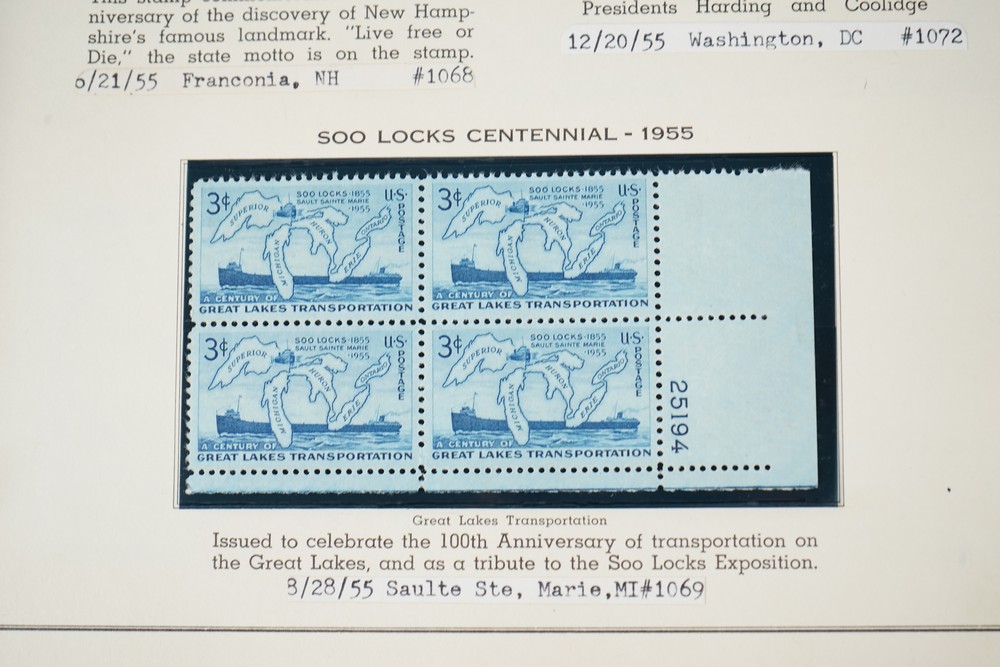 niversary of the discovery of New Hamp-
shire's famous landmark. "Live free or
Die," the state motto is on the stamp.
6/21/55 Franconia, NH #1068
Presidents Harding and Coolidge
12/20/55 Washington, DC #1072
SOO LOCKS CENTENNIAL - 1955
3¢ SOO LOCKS·1855 U·S·
SAULT SAINTE MARIE
·1955
POSTAGE
SUPERIOR
MICHIGAN
HURON
ERIE
ONTARIO
A CENTURY OF
GREAT LAKES TRANSPORTATION
3¢ SOO LOCKS·1855 U·S·
SAULT SAINTE MARIE
·1955
POSTAGE
SUPERIOR
MICHIGAN
HURON
ERIE
ONTARIO
A CENTURY OF
GREAT LAKES TRANSPORTATION
3¢ SOO LOCKS·1855 U·S·
SAULT SAINTE MARIE
·1955
POSTAGE
SUPERIOR
MICHIGAN
HURON
ERIE
ONTARIO
A CENTURY OF
GREAT LAKES TRANSPORTATION
3¢ SOO LOCKS·1855 U·S·
SAULT SAINTE MARIE
·1955
POSTAGE
SUPERIOR
MICHIGAN
HURON
ERIE
ONTARIO
A CENTURY OF
GREAT LAKES TRANSPORTATION
25194
Great Lakes Transportation
Issued to celebrate the 100th Anniversary of transportation on
the Great Lakes, and as a tribute to the Soo Locks Exposition.
8/28/55 Saulte Ste, Marie,MI#1069